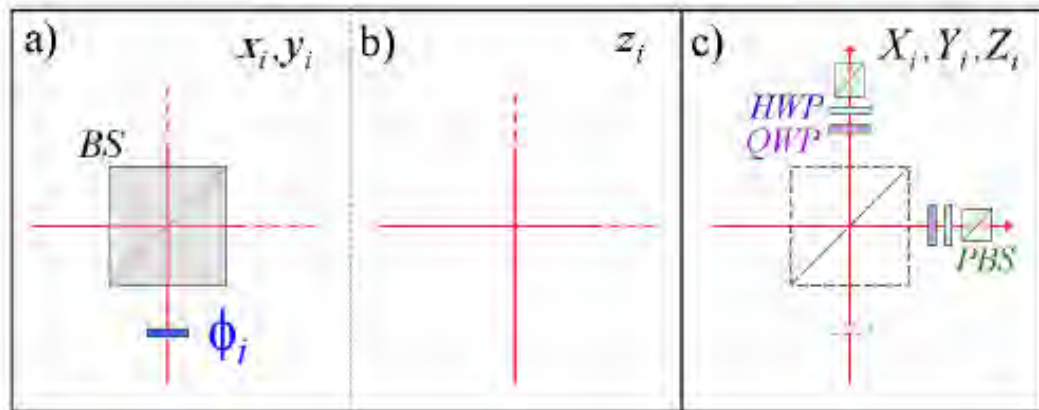 a)
x_i, y_i
BS
ϕ_i
b)
z_i
c)
X_i, Y_i, Z_i
HWP
QWP
PBS